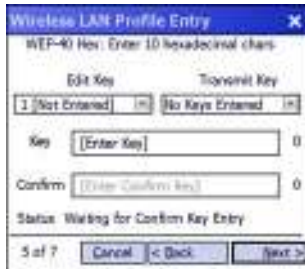 Wireless LAN Profile Entry
WEP-40 Hex: Enter 10 hexadecimal chars
Edit Key Transmit Key
1 [Not Entered] No Keys Entered
Key [Enter Key] 0
Confirm [Enter Confirm Key] 0
Status Waiting for Confirm Key Entry
5 of 7 Cancel < Back Next >